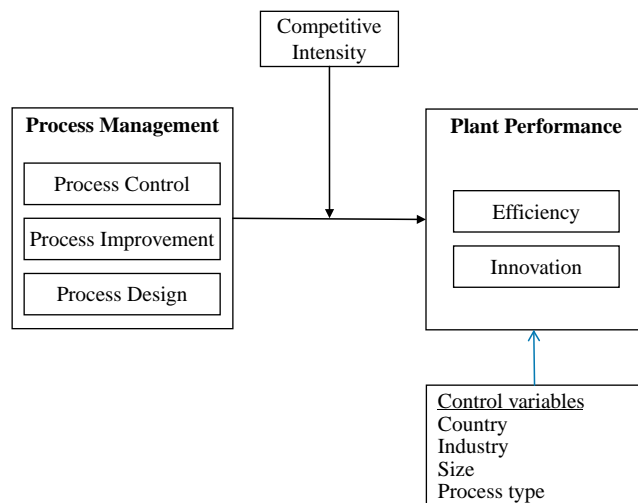 Competitive
Intensity
Process Management
Process Control
Process Improvement
Process Design
Plant Performance
Efficiency
Innovation
Control variables
Country
Industry
Size
Process type